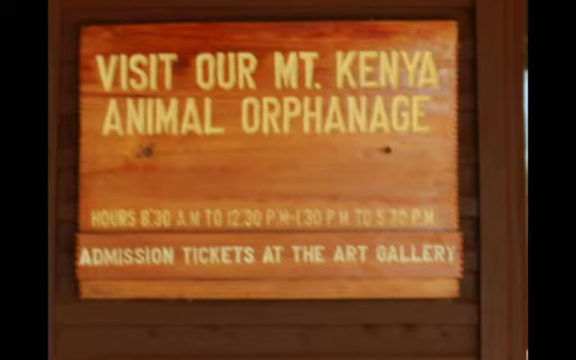 VISIT OUR MT. KENYA
ANIMAL ORPHANAGE
HOURS 8:30 A.M TO 12:30 P.M-1:30 P M TO 5:30 P.M
ADMISSION TICKETS AT THE ART GALLERY